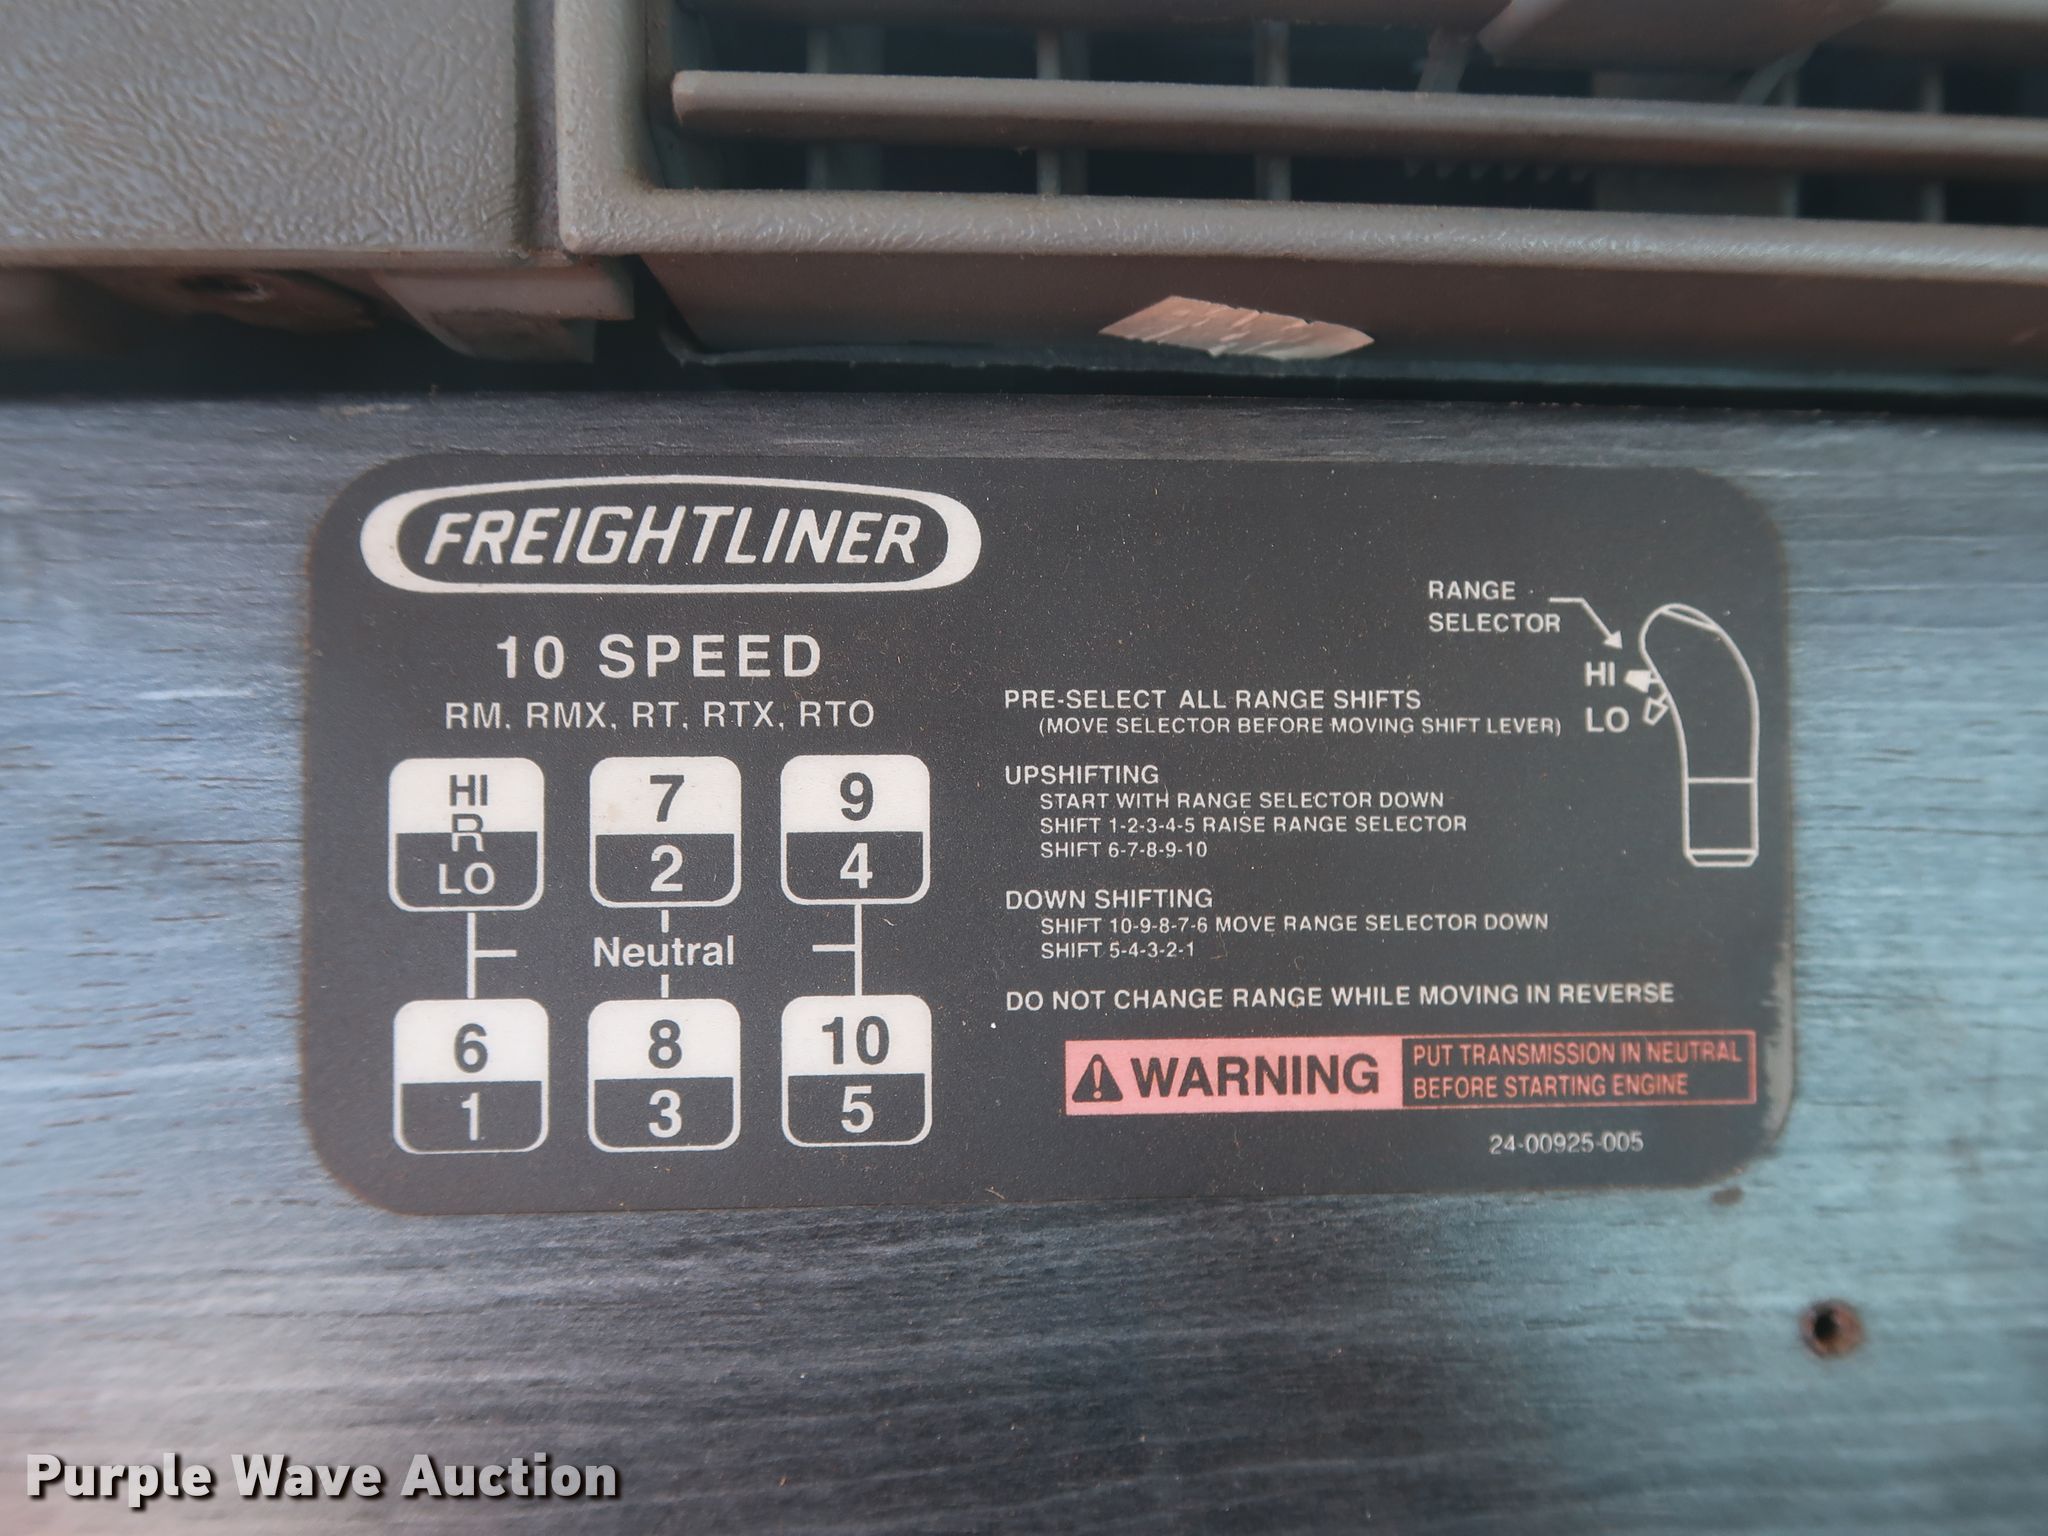 FREIGHTLINER
10 SPEED
RM, RMX, RT, RTX, RTO
HI
R
LO
7
2
9
4
Neutral
6
1
8
3
10
5
RANGE
SELECTOR
HI
LO
PRE-SELECT ALL RANGE SHIFTS
(MOVE SELECTOR BEFORE MOVING SHIFT LEVER)
UPSHIFTING
START WITH RANGE SELECTOR DOWN
SHIFT 1-2-3-4-5 RAISE RANGE SELECTOR
SHIFT 6-7-8-9-10
DOWN SHIFTING
SHIFT 10-9-8-7-6 MOVE RANGE SELECTOR DOWN
SHIFT 5-4-3-2-1
DO NOT CHANGE RANGE WHILE MOVING IN REVERSE
WARNING
PUT TRANSMISSION IN NEUTRAL
BEFORE STARTING ENGINE
24-00925-005
Purple Wave Auction